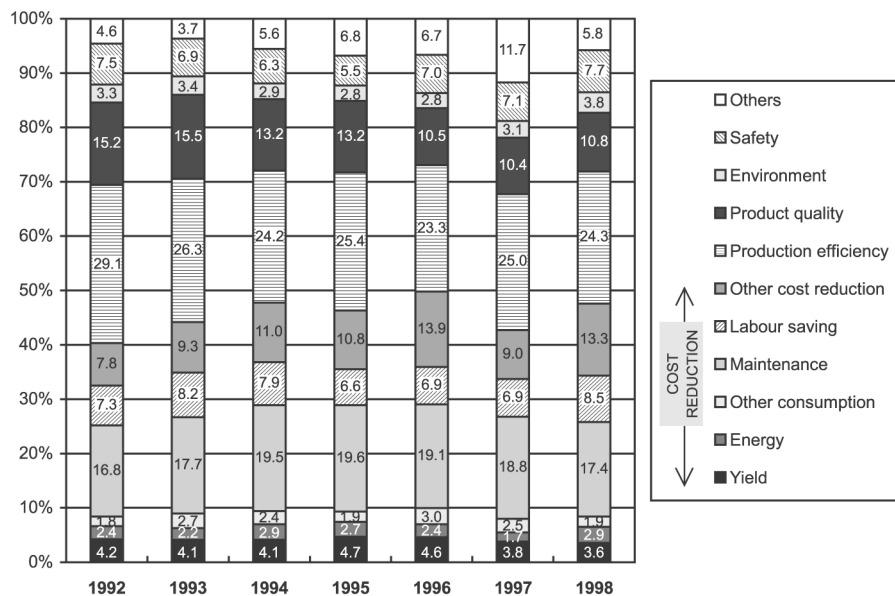 100%
90%
80%
70%
60%
50%
40%
30%
20%
10%
0%
4.6 3.7 5.6 6.8 6.7 11.7 5.8
7.5 6.9 6.3 5.5 7.0 7.1 7.7
3.3 3.4 2.9 2.8 2.8 3.1 3.8
15.2 15.5 13.2 13.2 10.5 10.4 10.8
29.1 26.3 24.2 25.4 23.3 25.0 24.3
7.8 9.3 11.0 10.8 13.9 9.0 13.3
7.3 8.2 7.9 6.6 6.9 6.9 8.5
16.8 17.7 19.5 19.6 19.1 18.8 17.4
1.8 2.7 2.4 1.9 3.0 2.5 1.9
2.4 2.2 2.9 2.7 2.4 1.7 2.9
4.2 4.1 4.1 4.7 4.6 3.8 3.6
1992 1993 1994 1995 1996 1997 1998
Others
Safety
Environment
Product quality
Production efficiency
Other cost reduction
Labour saving
Maintenance
Other consumption
Energy
Yield
COST
REDUCTION